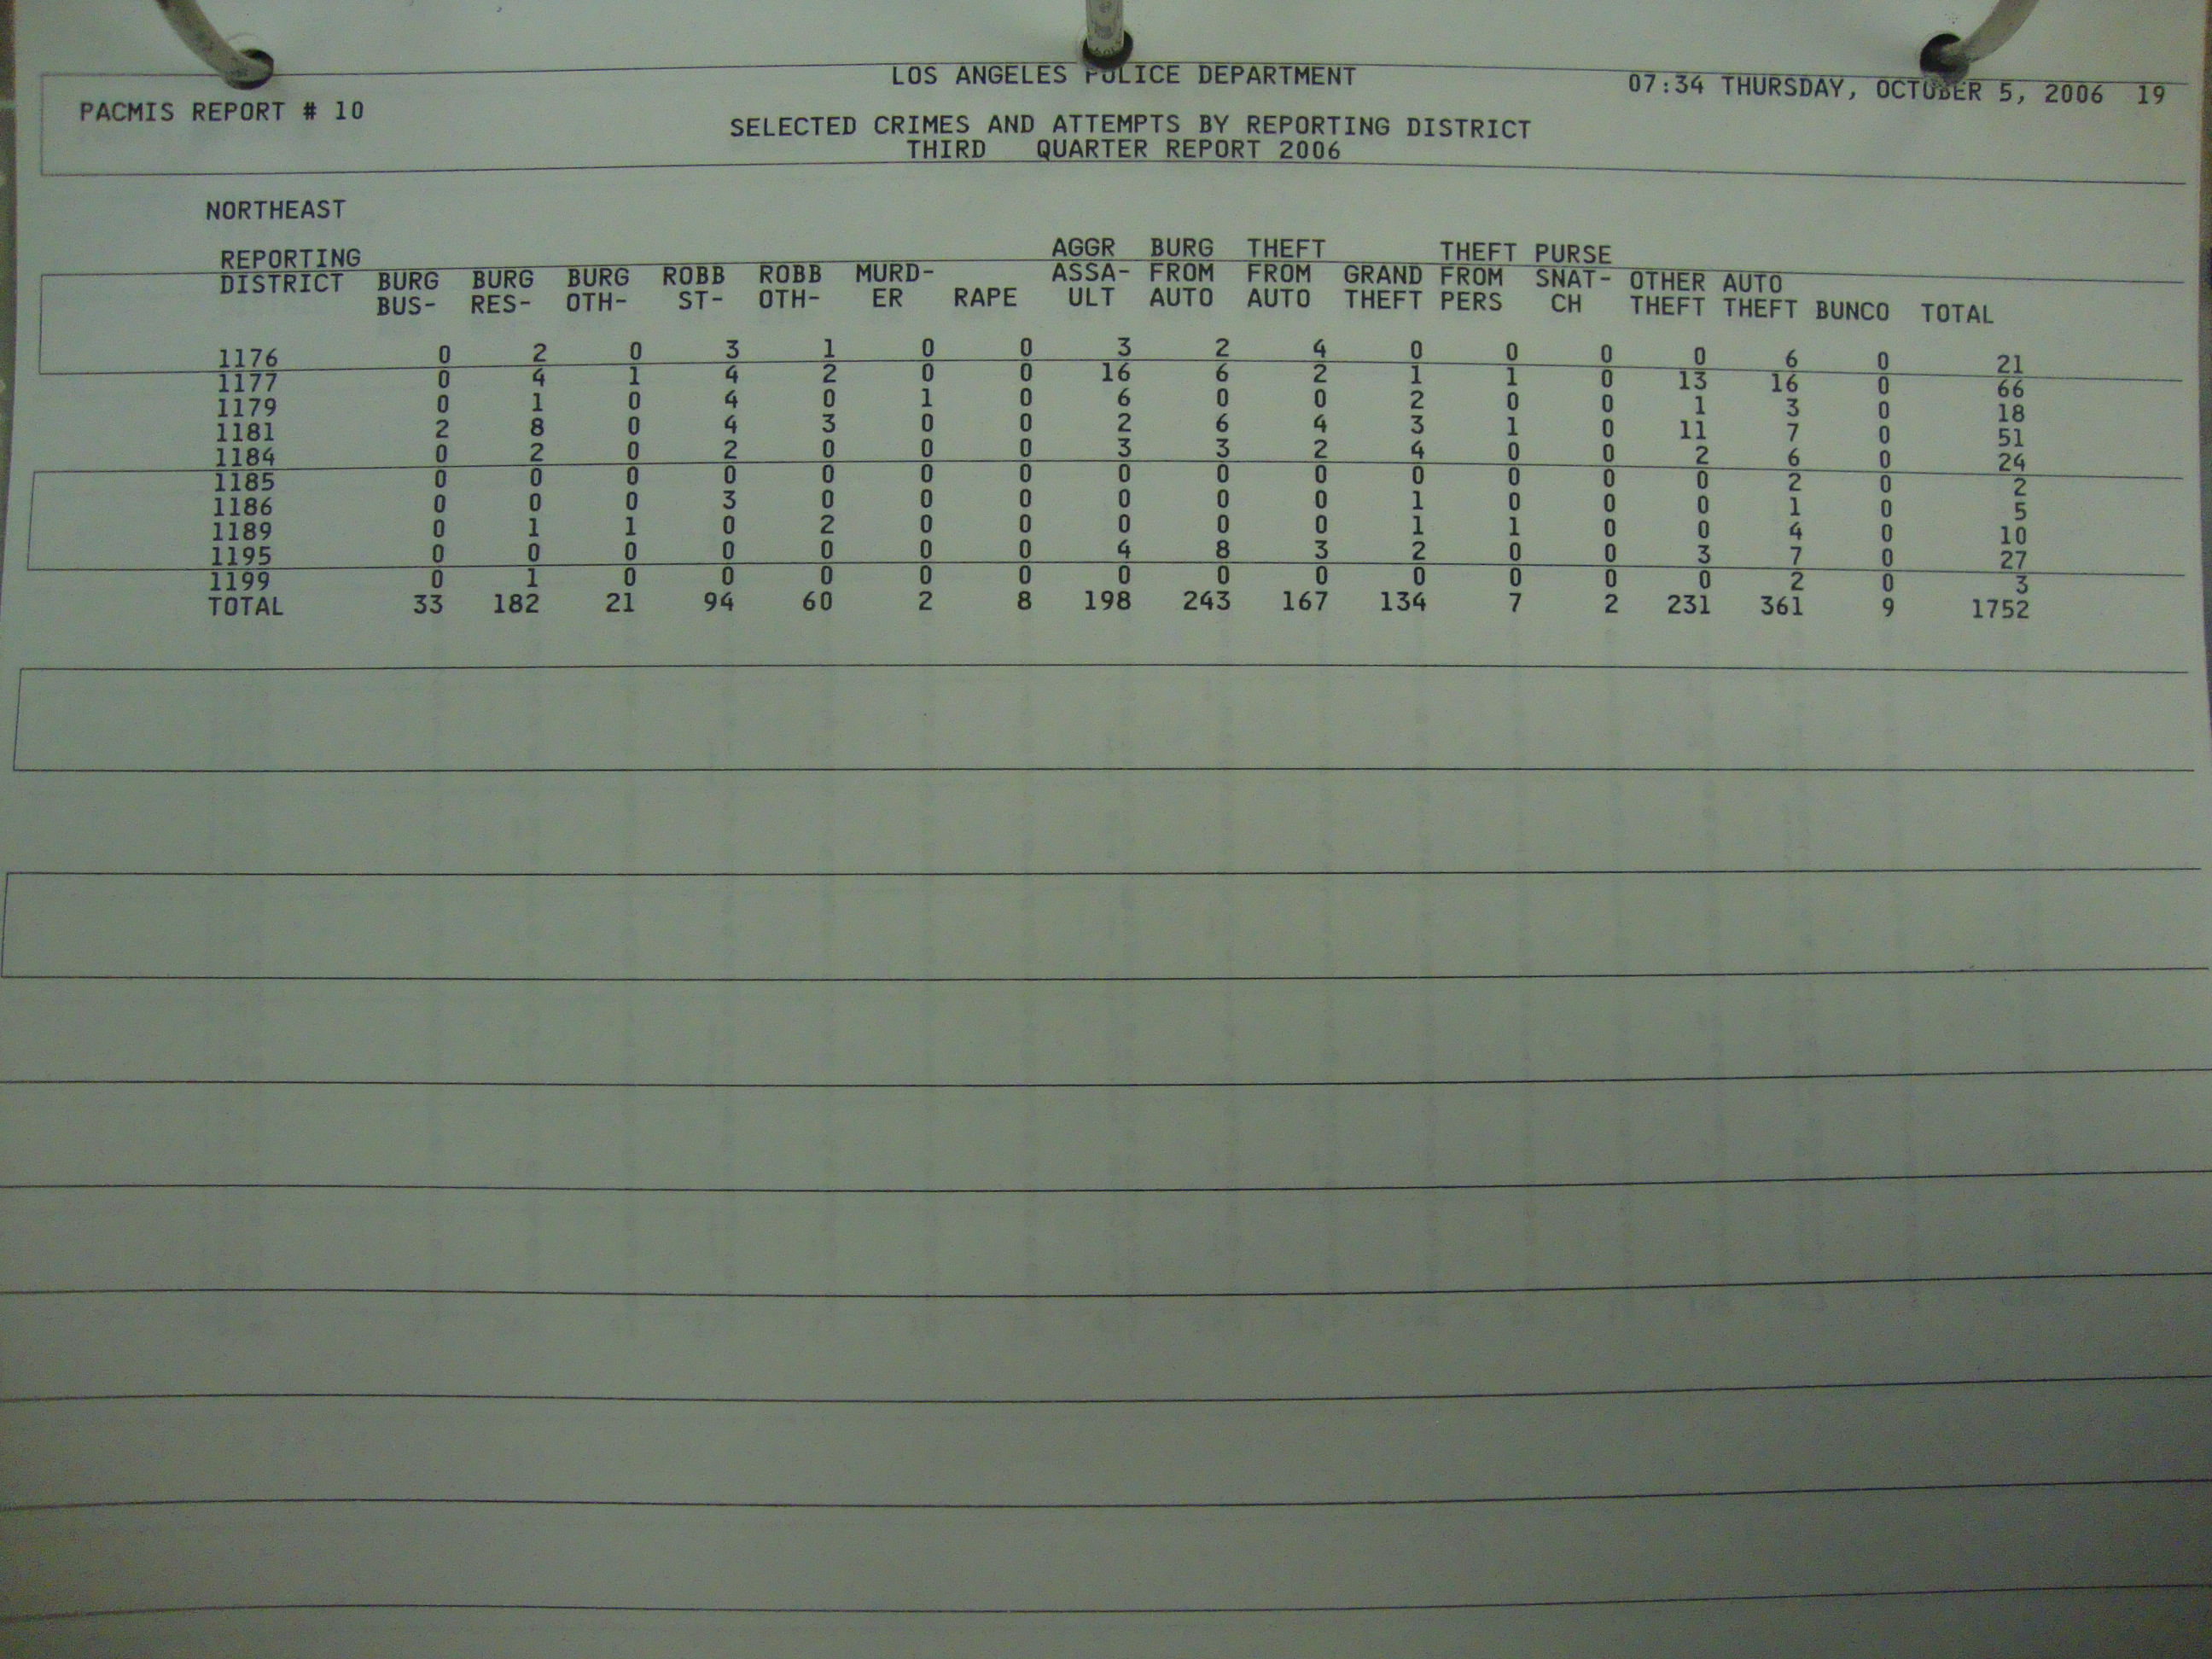 LOS ANGELES POLICE DEPARTMENT 07:34 THURSDAY, OCTOBER 5, 2006 19
PACMIS REPORT # 10
SELECTED CRIMES AND ATTEMPTS BY REPORTING DISTRICT
THIRD QUARTER REPORT 2006
NORTHEAST
AGGR BURG THEFT THEFT PURSE
REPORTING BURG BURG BURG ROBB ROBB MURD- ASSA- FROM FROM GRAND FROM SNAT- OTHER AUTO
DISTRICT BUS- RES- OTH- ST- OTH- ER RAPE ULT AUTO AUTO THEFT PERS CH THEFT THEFT BUNCO TOTAL
1176 0 2 0 3 1 0 0 3 2 4 0 0 0 0 6 0 21
1177 0 4 1 4 2 0 0 16 6 2 1 1 0 13 16 0 66
1179 0 1 0 4 0 1 0 6 0 0 2 0 0 1 3 0 18
1181 2 8 0 4 3 0 0 2 6 4 3 1 0 11 7 0 51
1184 0 2 0 2 0 0 0 3 3 2 4 0 0 2 6 0 24
1185 0 0 0 0 0 0 0 0 0 0 0 0 0 0 2 0 2
1186 0 0 0 3 0 0 0 0 0 0 1 0 0 0 1 0 5
1189 0 1 1 0 2 0 0 0 0 0 1 1 0 0 4 0 10
1195 0 0 0 0 0 0 0 4 8 3 2 0 0 3 7 0 27
1199 0 1 0 0 0 0 0 0 0 0 0 0 0 0 2 0 3
TOTAL 33 182 21 94 60 2 8 198 243 167 134 7 2 231 361 9 1752